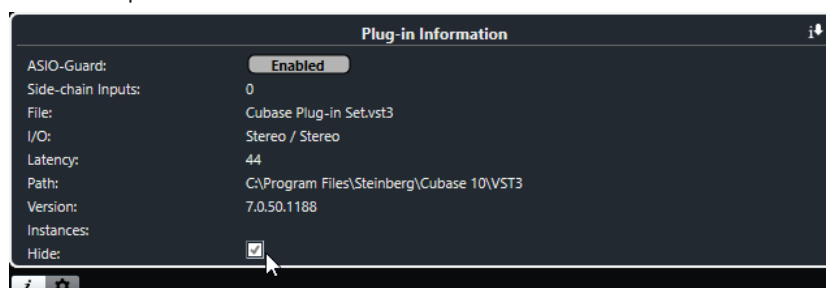 Plug-in Information
ASIO-Guard: Enabled
Side-chain Inputs: 0
File: Cubase Plug-in Set.vst3
I/O: Stereo / Stereo
Latency: 44
Path: C:\Program Files\Steinberg\Cubase 10\VST3
Version: 7.0.50.1188
Instances:
Hide: